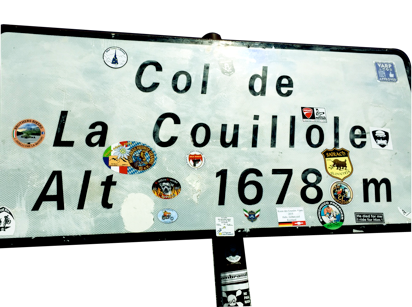 Col de
La Couillole
Alt 1678 m